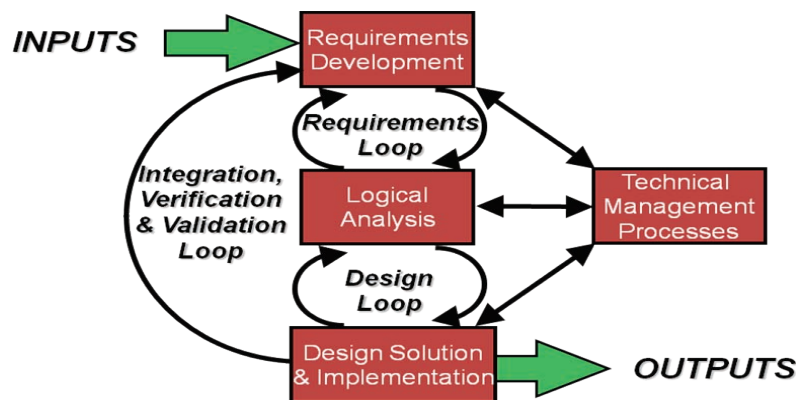 INPUTS
Requirements
Development
Requirements
Loop
Integration,
Verification
& Validation
Loop
Logical
Analysis
Technical
Management
Processes
Design
Loop
Design Solution
& Implementation
OUTPUTS